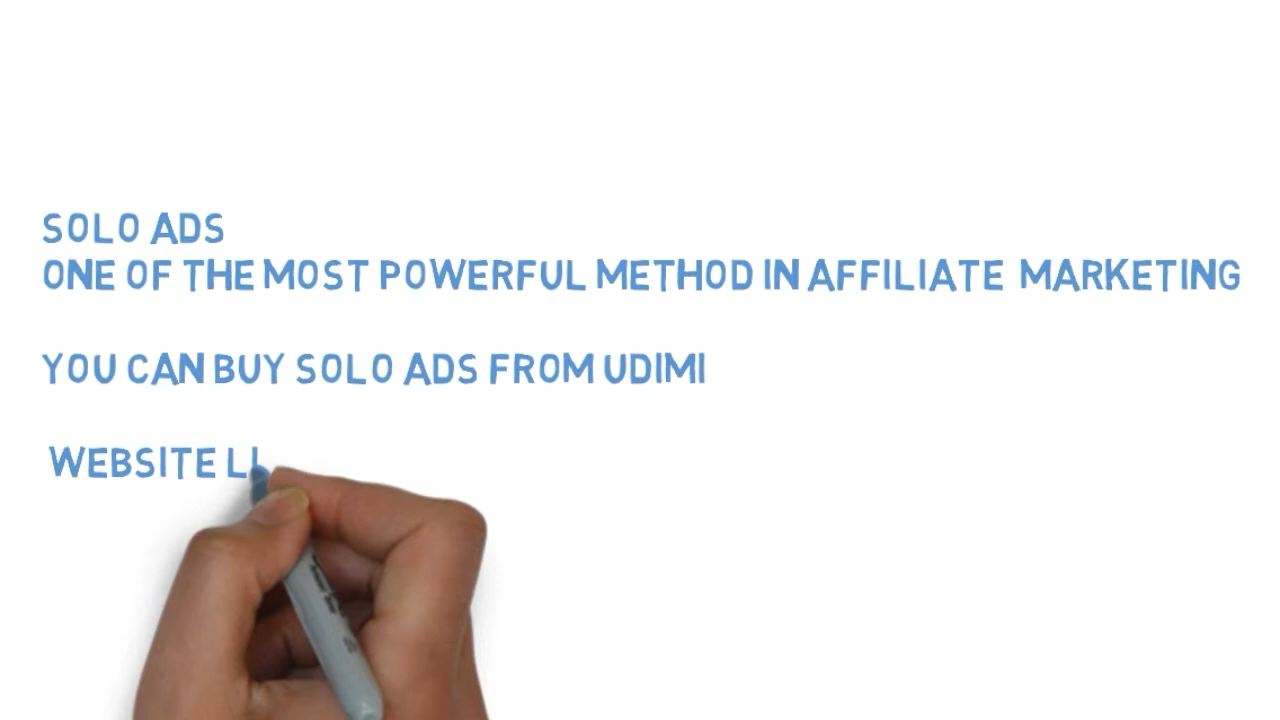 SOLO ADS
ONE OF THE MOST POWERFUL METHOD IN AFFILIATE MARKETING
YOU CAN BUY SOLO ADS FROM UDIMI
WEBSITE LI